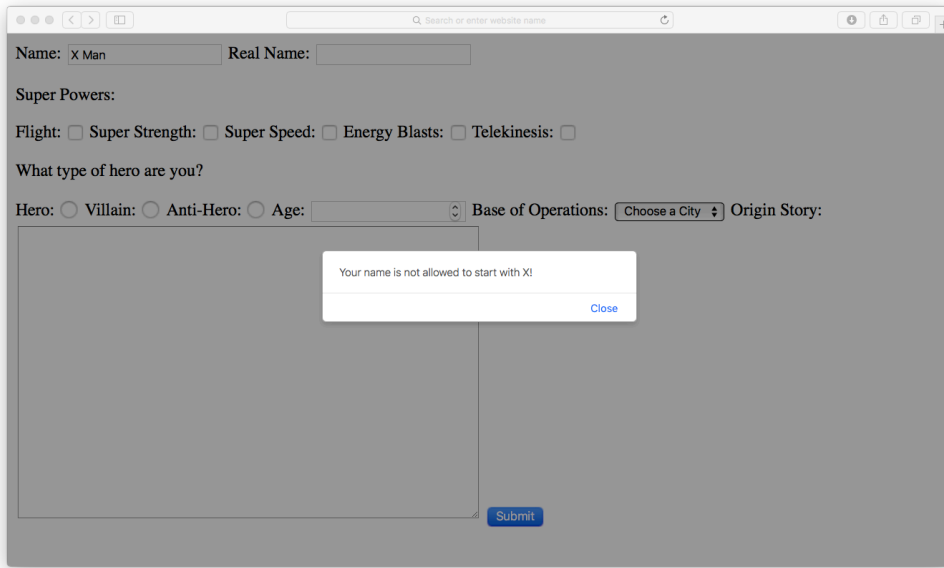 Search or enter website name
Name: X Man Real Name:
Super Powers:
Flight: Super Strength: Super Speed: Energy Blasts: Telekinesis:
What type of hero are you?
Hero: Villain: Anti-Hero: Age: Base of Operations: Choose a City Origin Story:
Your name is not allowed to start with X!
Close
Submit